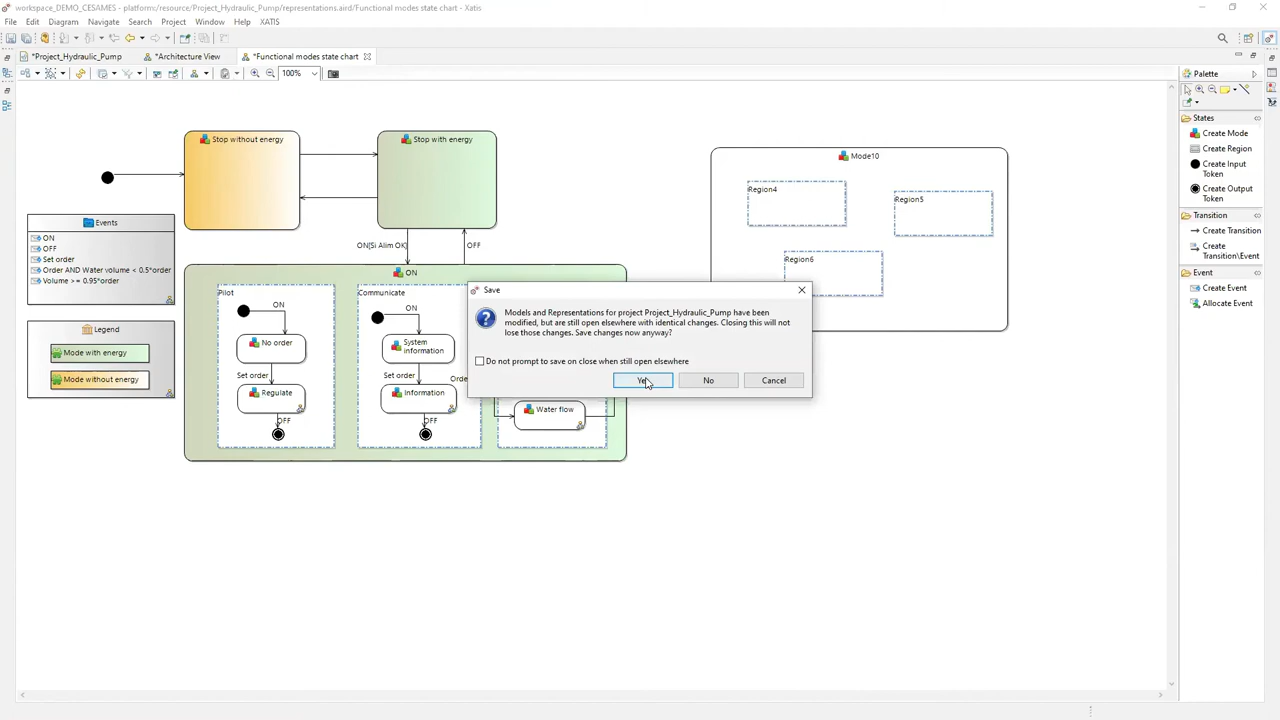 workspace_DEMO_CESAMES - platform:/resource/Project_Hydraulic_Pump/representations.aird/Functional modes state chart - Xatis
File Edit Diagram Navigate Search Project Window Help XATIS
*Project_Hydraulic_Pump *Architecture View *Functional modes state chart
100%
Stop without energy
Stop with energy
Events
ON
OFF
Set order
Order AND Water volume < 0.5*order
Volume >= 0.95*order
Legend
Mode with energy
Mode without energy
ON[Si Alim OK]
OFF
ON
Pilot
ON
No order
Set order
Regulate
OFF
Communicate
ON
System
information
Set order
Information
OFF
Water flow
Mode10
Region4
Region5
Region6
Save
Models and Representations for project Project_Hydraulic_Pump have been
modified, but are still open elsewhere with identical changes. Closing this will not
lose those changes. Save changes now anyway?
Do not prompt to save on close when still open elsewhere
Yes No Cancel
Palette
States
Create Mode
Create Region
Create Input
Token
Create Output
Token
Transition
Create Transition
Create
Transition\Event
Event
Create Event
Allocate Event